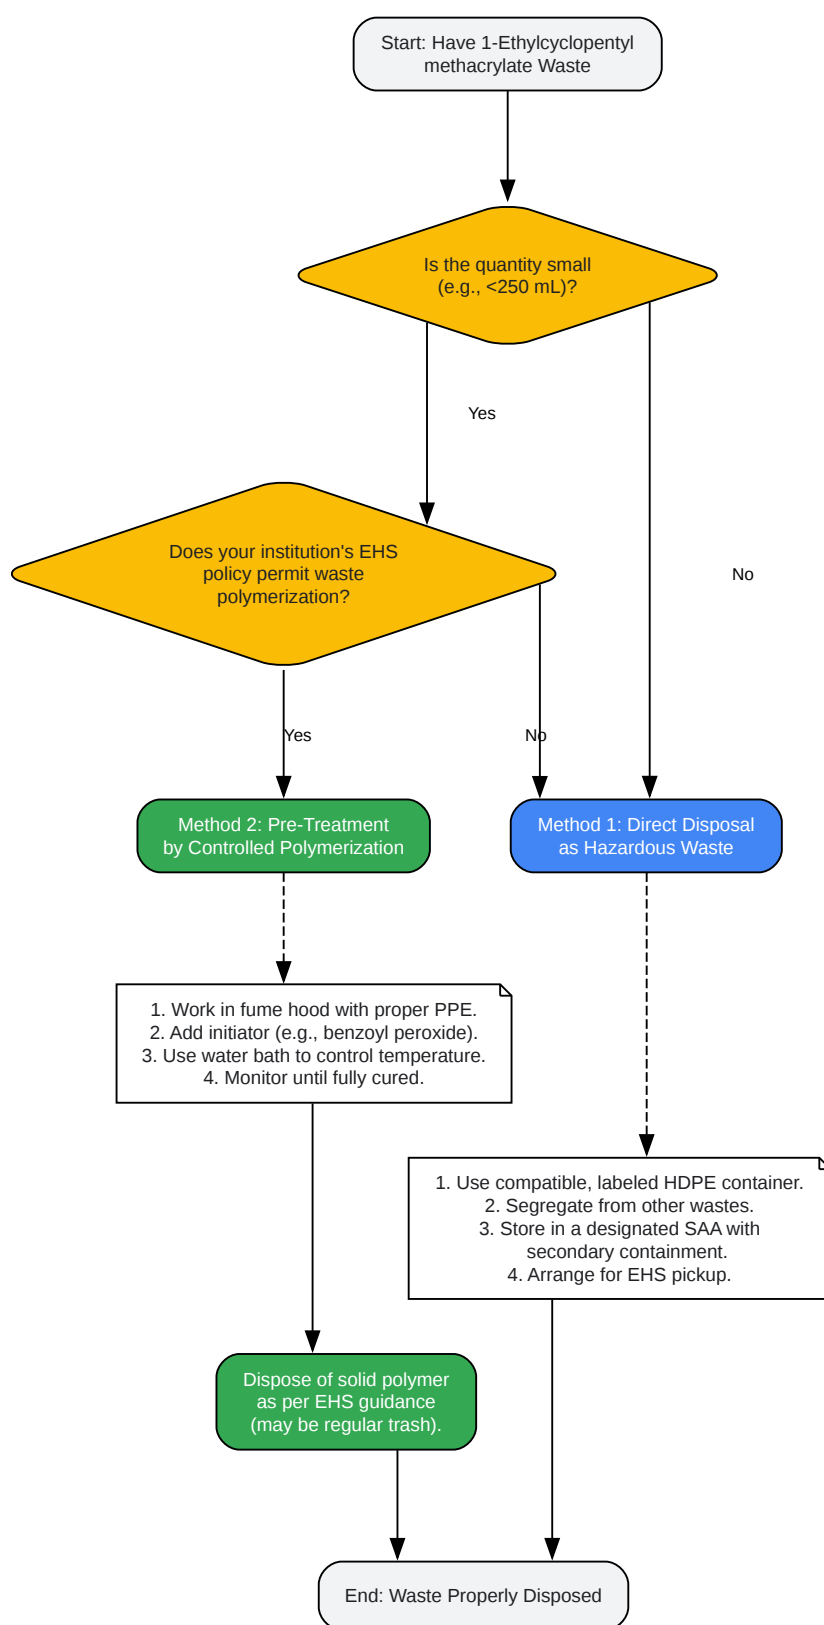 Start: Have 1-Ethylcyclopentyl
methacrylate Waste
Is the quantity small
(e.g., <250 mL)?
Yes
No
Does your institution's EHS
policy permit waste
polymerization?
Yes
No
Method 2: Pre-Treatment
by Controlled Polymerization
Method 1: Direct Disposal
as Hazardous Waste
1. Work in fume hood with proper PPE.
2. Add initiator (e.g., benzoyl peroxide).
3. Use water bath to control temperature.
4. Monitor until fully cured.
1. Use compatible, labeled HDPE container.
2. Segregate from other wastes.
3. Store in a designated SAA with
secondary containment.
4. Arrange for EHS pickup.
Dispose of solid polymer
as per EHS guidance
(may be regular trash).
End: Waste Properly Disposed